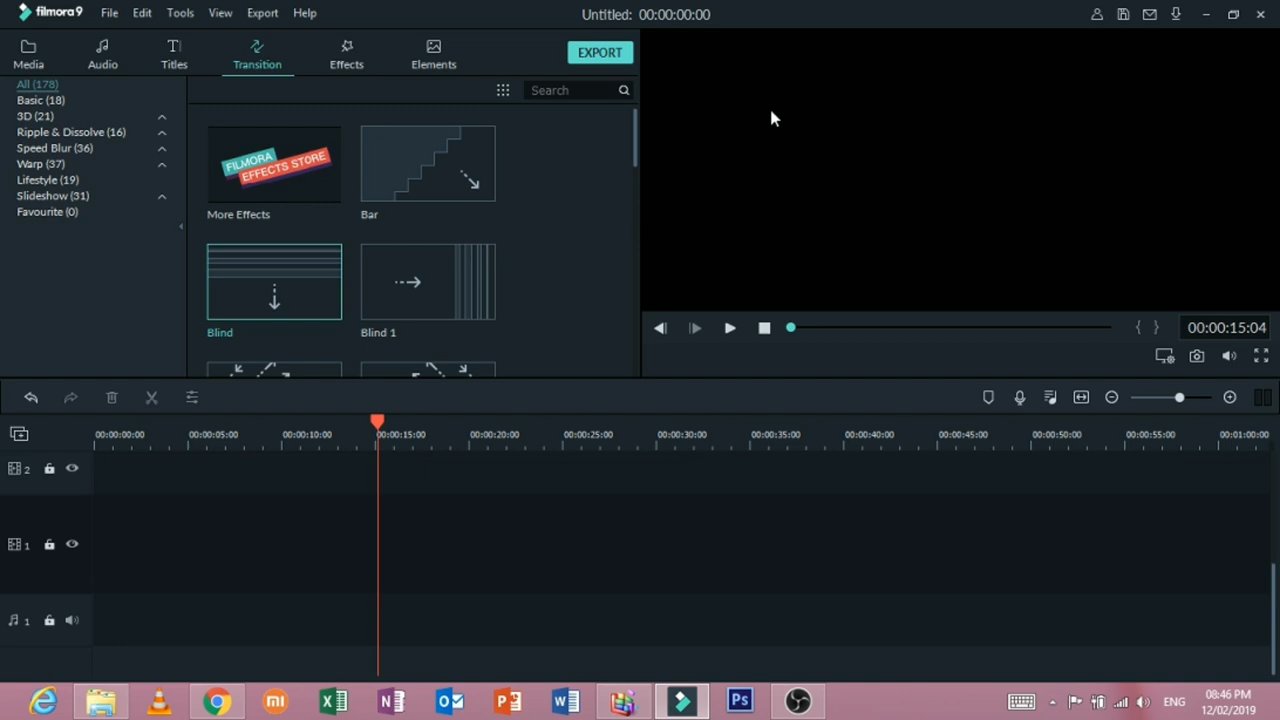 filmora9 File Edit Tools View Export Help Untitled: 00:00:00:00
Media Audio Titles Transition Effects Elements EXPORT
All (178)
Basic (18)
3D (21)
Ripple & Dissolve (16)
Speed Blur (36)
Warp (37)
Lifestyle (19)
Slideshow (31)
Favourite (0)
Search
FILMORA
EFFECTS STORE
More Effects Bar
Blind Blind 1
00:00:15:04
00:00:00:00 00:00:05:00 00:00:10:00 00:00:15:00 00:00:20:00 00:00:25:00 00:00:30:00 00:00:35:00 00:00:40:00 00:00:45:00 00:00:50:00 00:00:55:00 00:01:00:00
2
1
1
Ps
ENG
08:46 PM
12/02/2019